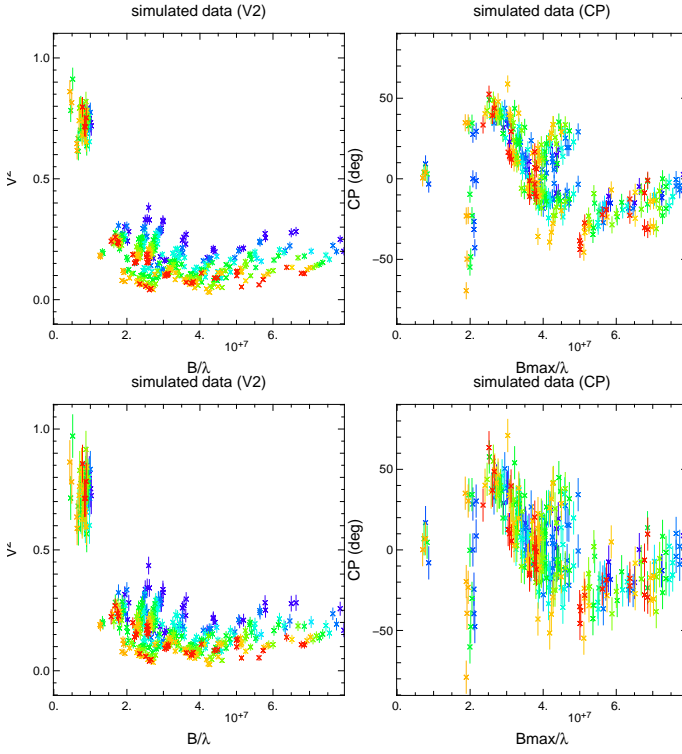 simulated data (V2)
simulated data (CP)
V²
1.0
0.5
0.0
0.
2.
4.
6.
10+7
B/λ
CP (deg)
50
0
−50
0.
2.
4.
6.
10+7
Bmax/λ
simulated data (V2)
simulated data (CP)
V²
1.0
0.5
0.0
0.
2.
4.
6.
10+7
B/λ
CP (deg)
50
0
−50
0.
2.
4.
6.
10+7
Bmax/λ